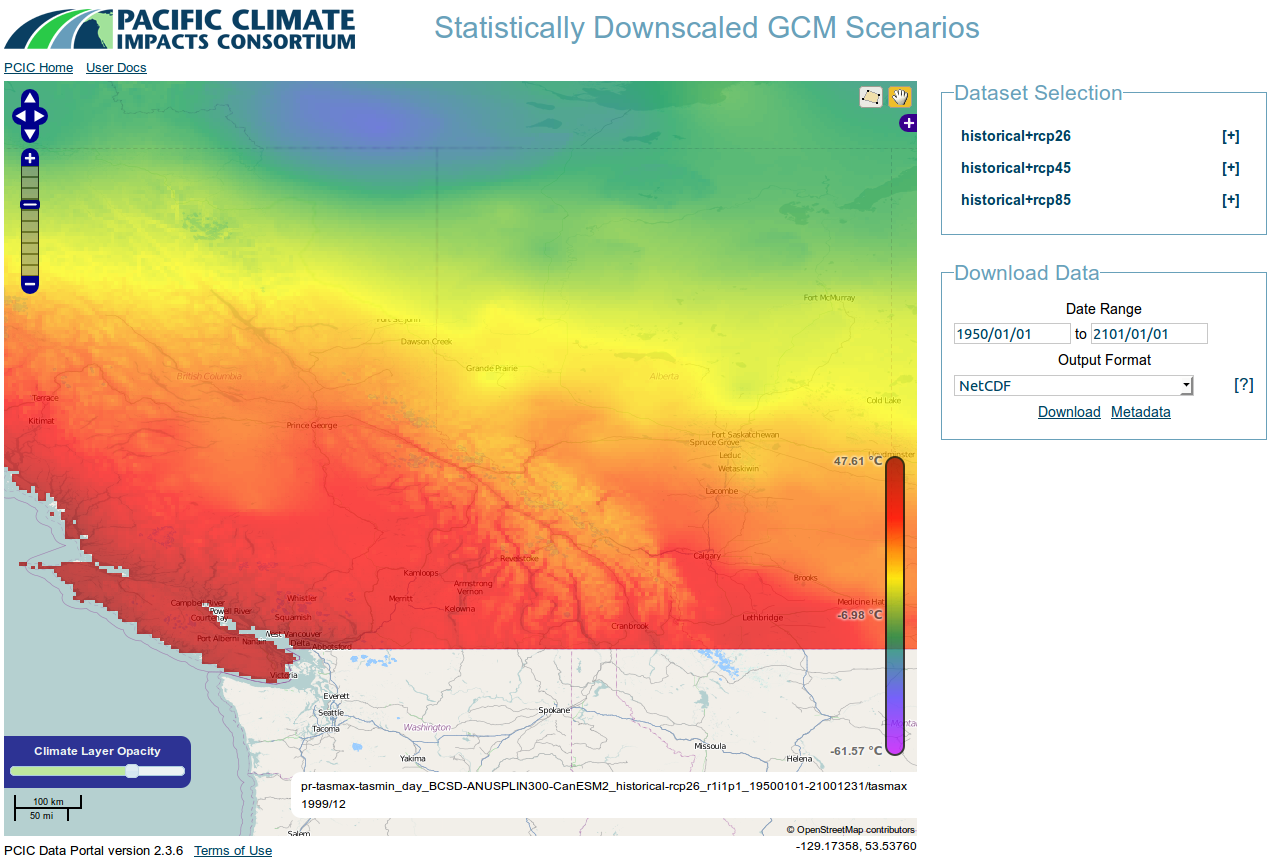 PACIFIC CLIMATE
IMPACTS CONSORTIUM
Statistically Downscaled GCM Scenarios
PCIC Home User Docs
Dataset Selection
historical+rcp26 [+]
historical+rcp45 [+]
historical+rcp85 [+]
Download Data
Date Range
1950/01/01 to 2101/01/01
Output Format
NetCDF [?]
Download Metadata
Fort McMurray
Fort St. John
Dawson Creek
Grande Prairie
British Columbia
Alberta
Terrace
Cold Lake
Kitimat
Prince George
Fort Saskatchewan
Spruce Grove
Leduc
Lloydminster
47.61 °C
Wetaskiwin
Lacombe
Calgary
Revelstoke
Kamloops
Armstrong
Vernon
Brooks
Merritt
Kelowna
Whistler
Campbell River
Powell River
Courtenay
Squamish
Medicine Hat
-6.98 °C
Lethbridge
Cranbrook
West Vancouver
Port Alberni
Delta
Abbotsford
Victoria
Everett
Seattle
Tacoma
Washington
Spokane
Yakima
Missoula
Helena
-61.57 °C
Climate Layer Opacity
pr-tasmax-tasmin_day_BCSD-ANUSPLIN300-CanESM2_historical-rcp26_r1i1p1_19500101-21001231/tasmax
1999/12
100 km
50 mi
Salem
© OpenStreetMap contributors
-129.17358, 53.53760
PCIC Data Portal version 2.3.6 Terms of Use